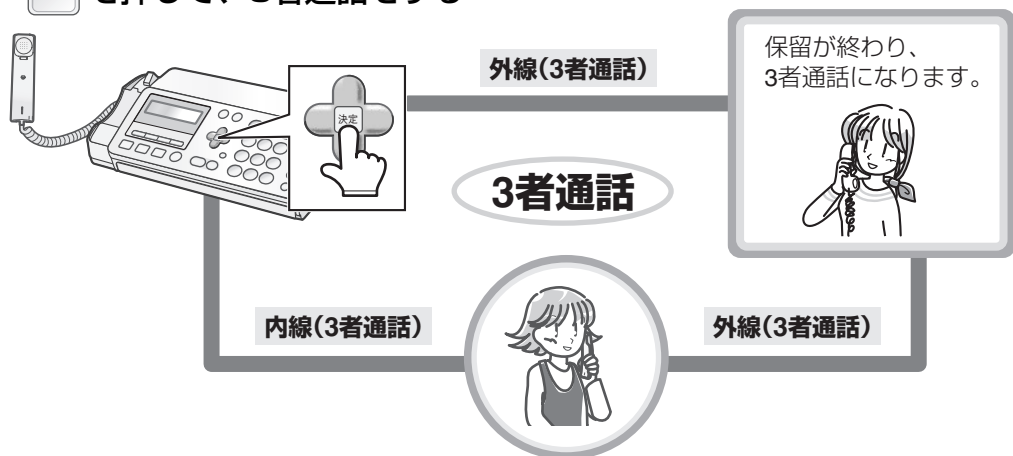 を押して、3者通話をする
外線(3者通話)
保留が終わり、
3者通話になります。
決定
3者通話
内線(3者通話)
外線(3者通話)